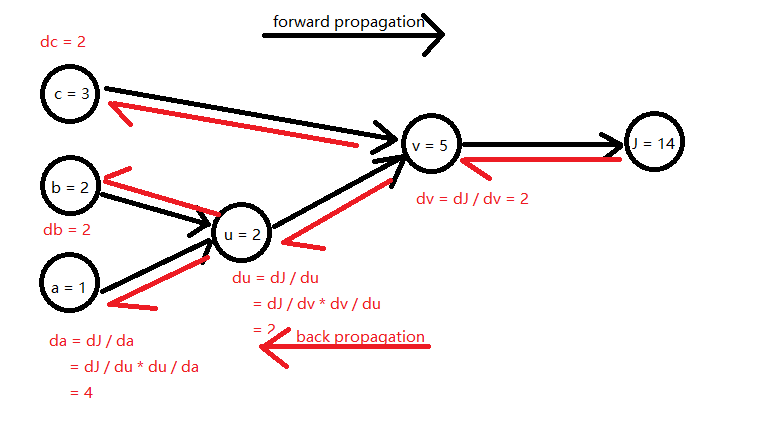 forward propagation
dc = 2
c = 3
v = 5
J = 14
b = 2
dv = dJ / dv = 2
db = 2
u = 2
a = 1
du = dJ / du
= dJ / dv * dv / du
= 2
back propagation
da = dJ / da
= dJ / du * du / da
= 4